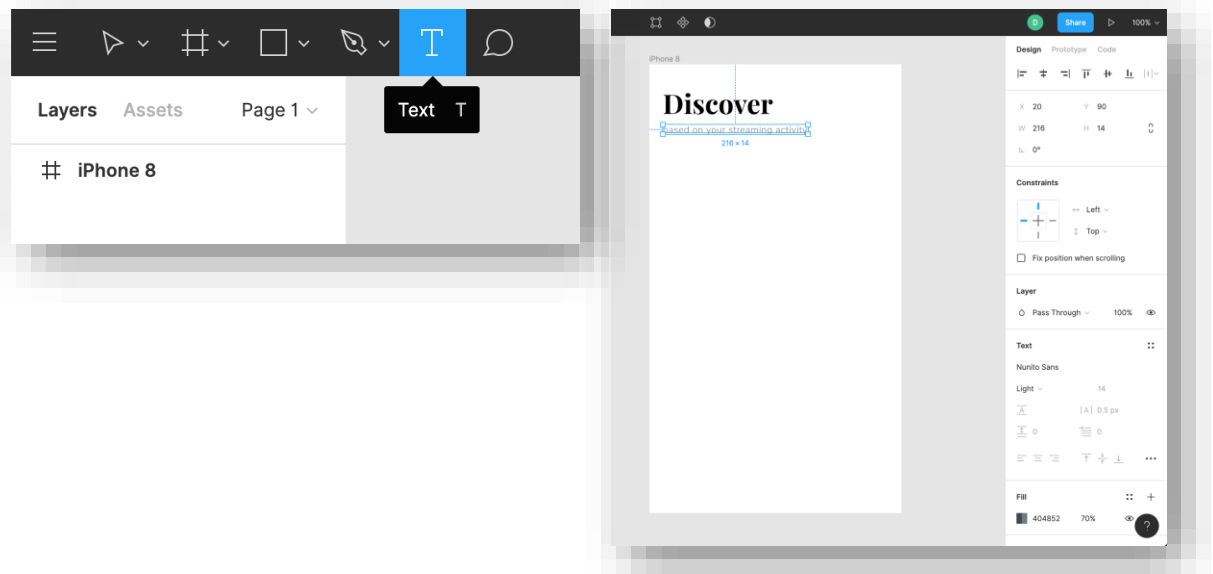 Text T
Layers Assets Page 1
iPhone 8
D Share 100%
iPhone 8
Discover
based on your streaming activity
216 × 14
Design Prototype Code
X 20 Y 90
W 216 H 14
0°
Constraints
Left
Top
Fix position when scrolling
Layer
Pass Through 100%
Text
Nunito Sans
Light 14
|A| 0.5 px
0 0
Fill
404852 70%
?